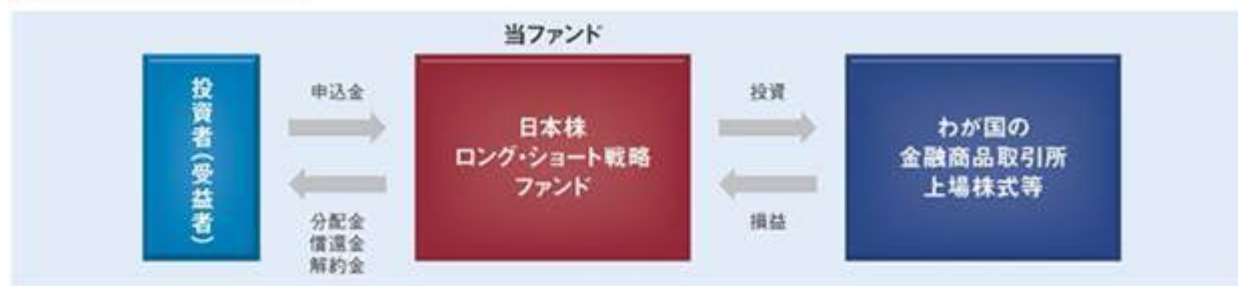 当ファンド
投資者(受益者)
申込金
分配金
償還金
解約金
日本株
ロング・ショート戦略
ファンド
投資
損益
わが国の
金融商品取引所
上場株式等